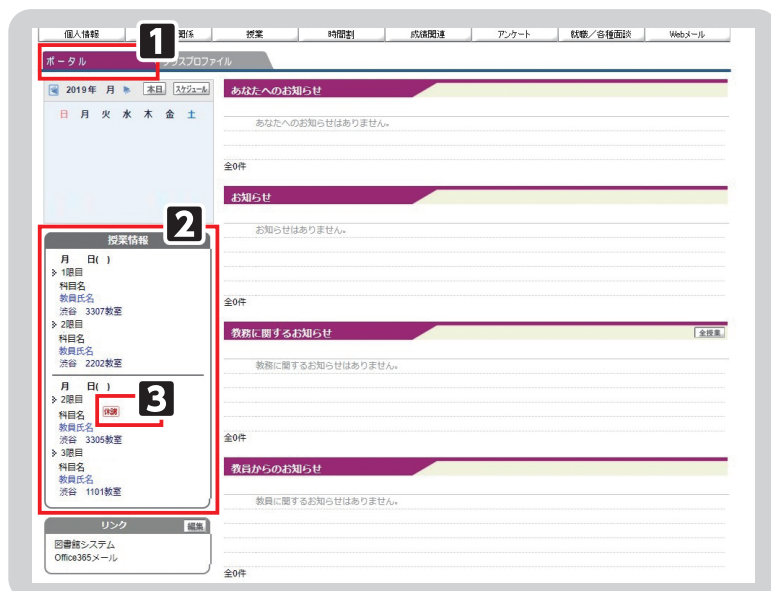 個人情報
係
授業
時間割
成績関連
アンケート
就職/各種面談
Webメール
1
ポータル
スプロファイル
2019年 月
本日
スケジュール
日 月 火 水 木 金 土
2
授業情報
月 日( )
1限目
科目名
教員氏名
渋谷 3307教室
2限目
科目名
教員氏名
渋谷 2202教室
月 日( )
3
2限目
科目名
休講
教員氏名
渋谷 3305教室
3限目
科目名
教員氏名
渋谷 1101教室
リンク
編集
図書館システム
Office365メール
あなたへのお知らせ
あなたへのお知らせはありません。
全0件
お知らせ
お知らせはありません。
全0件
教務に関するお知らせ
全授業
教務に関するお知らせはありません。
全0件
教員からのお知らせ
教員に関するお知らせはありません。
全0件